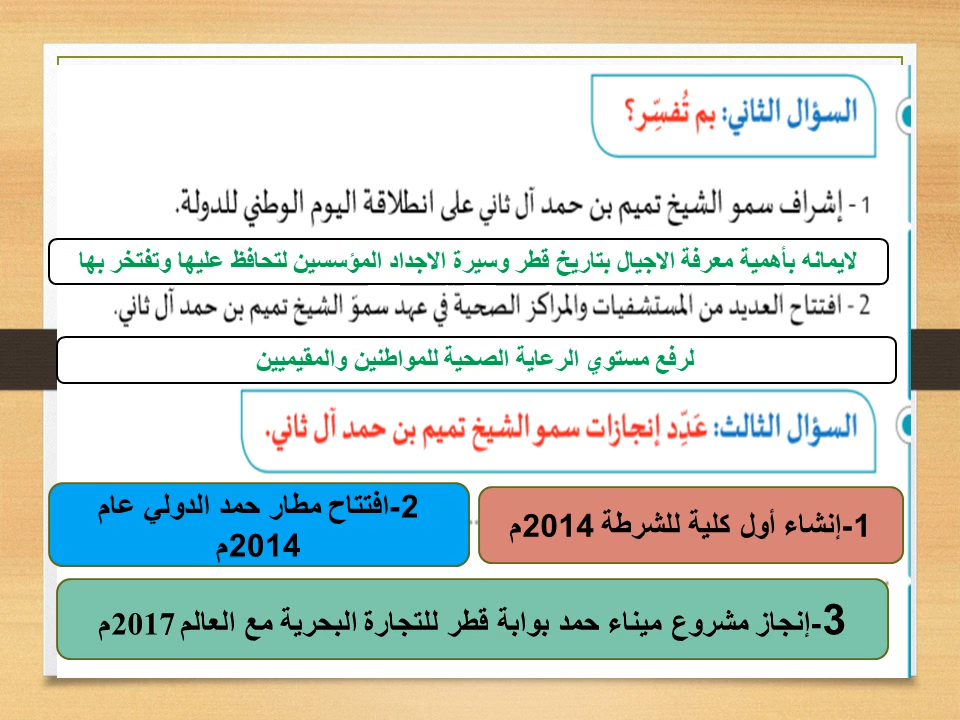 السؤال الثاني: بم تُفسِّر؟
1- إشراف سمو الشيخ تميم بن حمد آل ثاني على انطلاقة اليوم الوطني للدولة.
لايمانه بأهمية معرفة الاجيال بتاريخ قطر وسيرة الاجداد المؤسسين لتحافظ عليها وتفتخر بها
2- افتتاح العديد من المستشفيات والمراكز الصحية في عهد سموّ الشيخ تميم بن حمد آل ثاني.
لرفع مستوي الرعاية الصحية للمواطنين والمقيميين
السؤال الثالث: عَدِّد إنجازات سمو الشيخ تميم بن حمد آل ثاني.
1-إنشاء أول كلية للشرطة 2014م
2-افتتاح مطار حمد الدولي عام
2014م
3-إنجاز مشروع ميناء حمد بوابة قطر للتجارة البحرية مع العالم 2017م